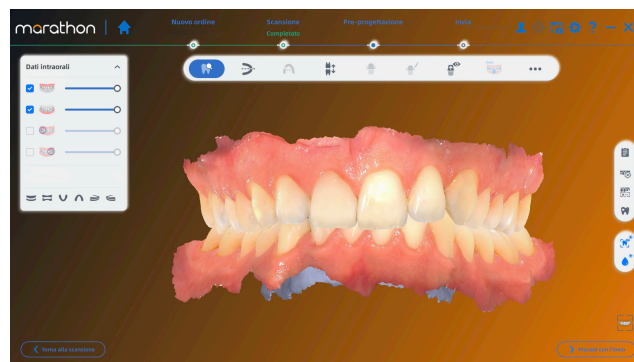 marathon
Nuovo ordine
Scansione
Completato
Pre-progettazione
Invia
Dati intraorali
Torna alla scansione